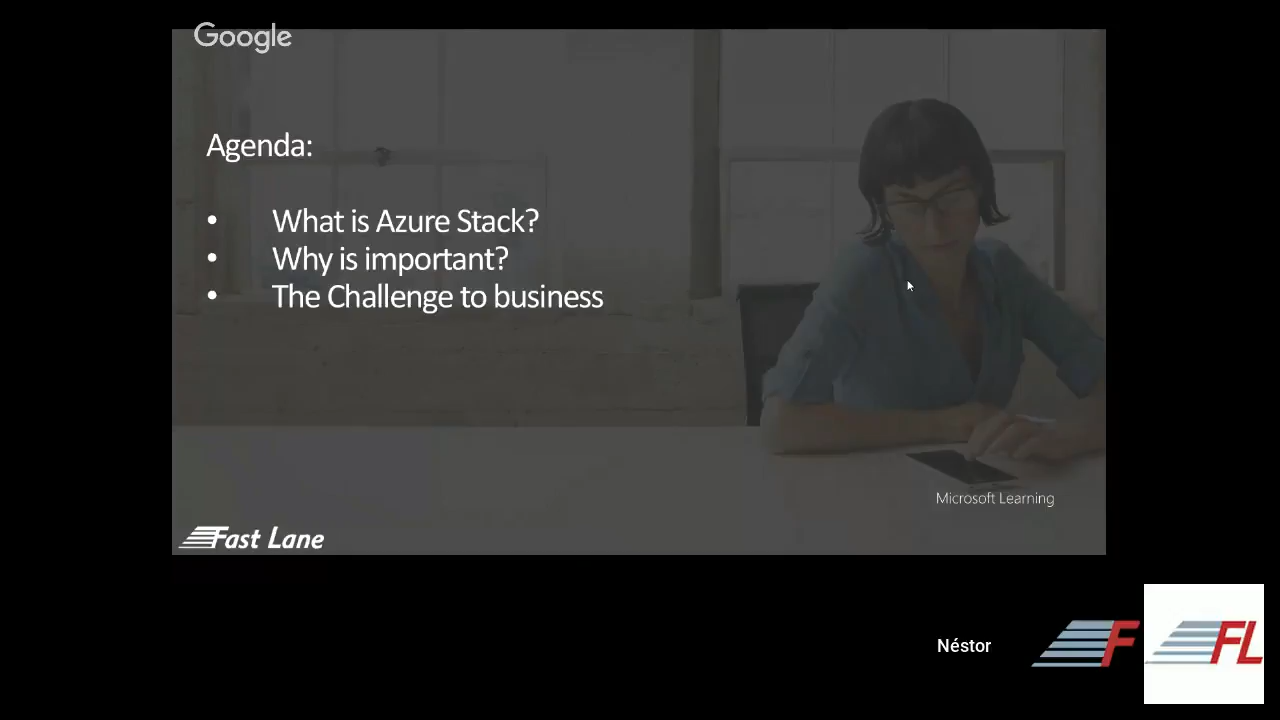 Google
Agenda:
• What is Azure Stack?
• Why is important?
• The Challenge to business
Microsoft Learning
Fast Lane
Néstor
F
FL